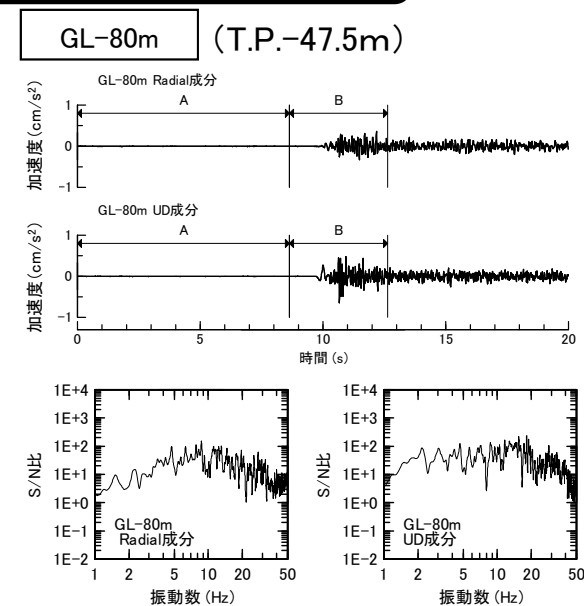 GL-80m (T.P.-47.5m)
GL-80m Radial成分
A B
1
0
-1
加速度(cm/s²)
GL-80m UD成分
A B
1
0
-1
加速度(cm/s²)
0 5 10 15 20
時間(s)
1E+4
1E+3
1E+2
1E+1
1E+0
1E-1
1E-2
S/N比
GL-80m
Radial成分
1 2 5 10 20 50
振動数(Hz)
1E+4
1E+3
1E+2
1E+1
1E+0
1E-1
1E-2
S/N比
GL-80m
UD成分
1 2 5 10 20 50
振動数(Hz)